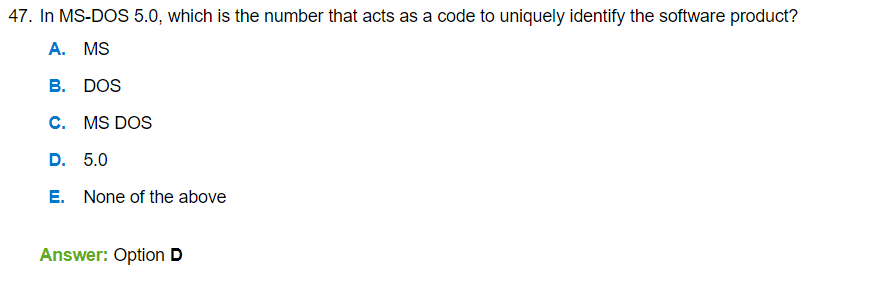 47. In MS-DOS 5.0, which is the number that acts as a code to uniquely identify the software product?
A. MS
B. DOS
C. MS DOS
D. 5.0
E. None of the above
Answer: Option D